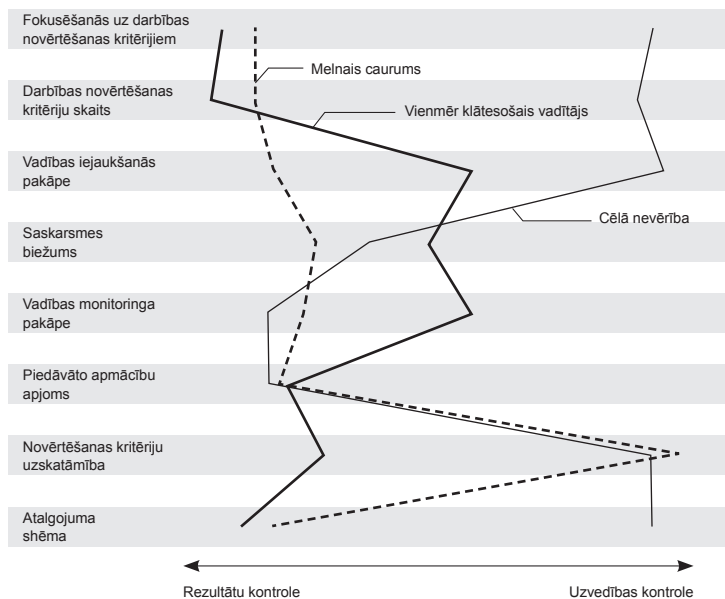 Fokusēšanās uz darbības
novērtēšanas kritērijiem
Melnais caurums
Darbības novērtēšanas
kritēriju skaits
Vienmēr klātesošais vadītājs
Vadības iejaukšanās
pakāpe
Cēlā nevērība
Saskarsmes
biežums
Vadības monitoringa
pakāpe
Piedāvāto apmācību
apjoms
Novērtēšanas kritēriju
uzskatāmība
Atalgojuma
shēma
Rezultātu kontrole
Uzvedības kontrole